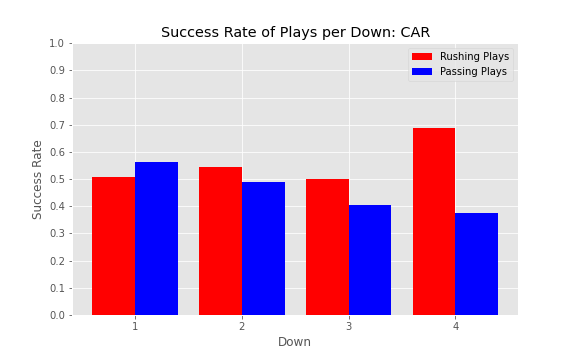 Success Rate of Plays per Down: CAR
1.0
0.9
0.8
0.7
0.6
0.5
0.4
0.3
0.2
0.1
0.0
Success Rate
Rushing Plays
Passing Plays
1 2 3 4
Down